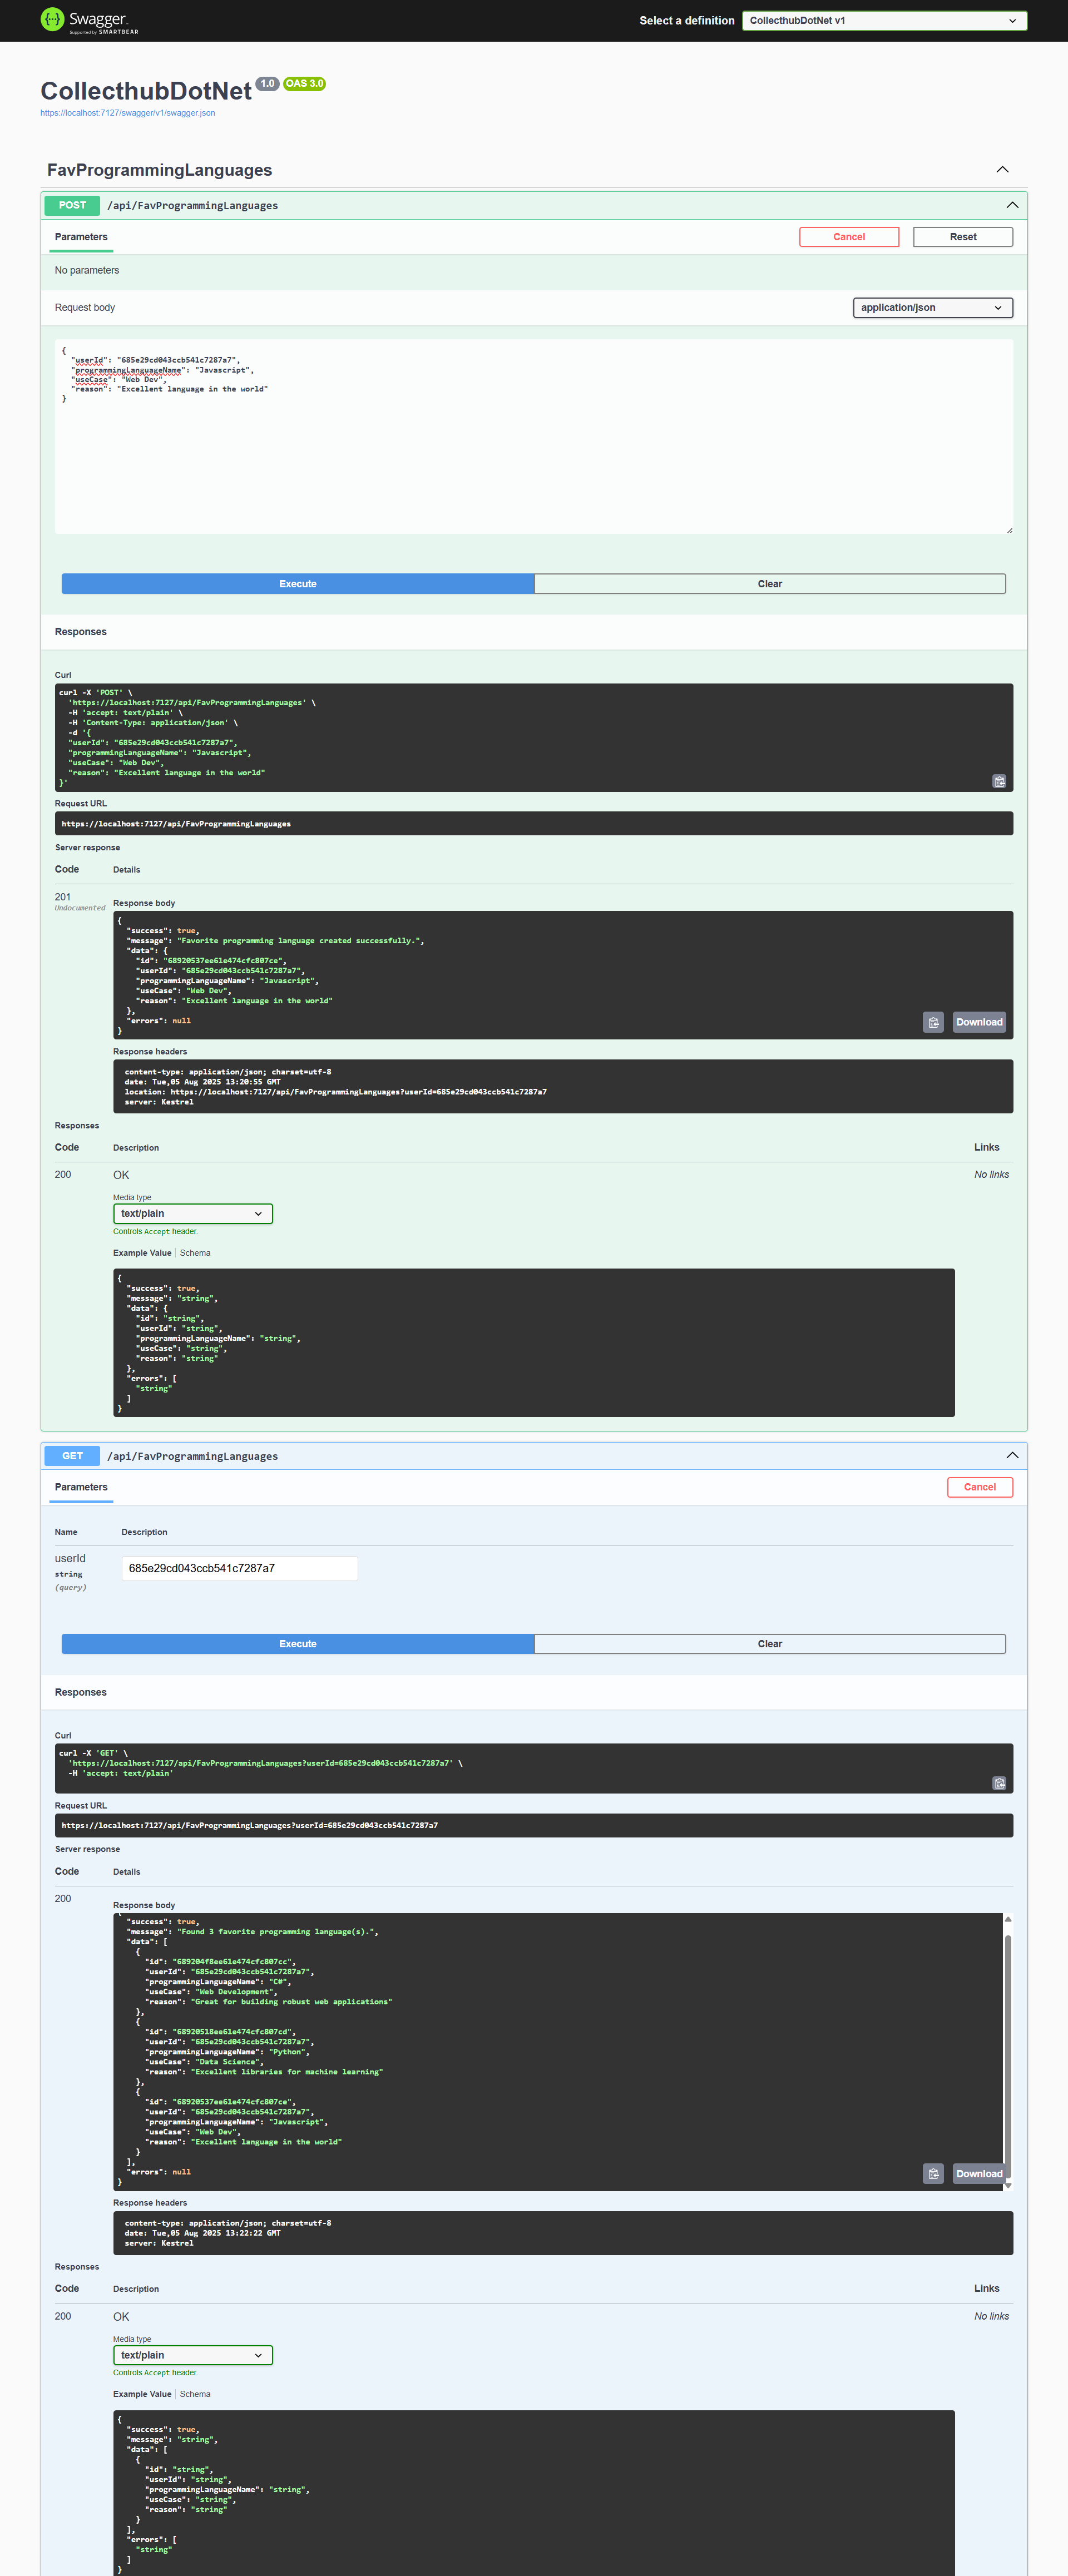 Swagger.
Supported by SMARTBEAR
Select a definition
CollecthubDotNet v1
CollecthubDotNet 1.0 OAS 3.0
https://localhost:7127/swagger/v1/swagger.json
FavProgrammingLanguages
POST /api/FavProgrammingLanguages
Parameters
Cancel
Reset
No parameters
Request body
application/json
{
  "userId": "685e29cd043ccb541c7287a7",
  "programmingLanguageName": "Javascript",
  "useCase": "Web Dev",
  "reason": "Excellent language in the world"
}
Execute
Clear
Responses
Curl
curl -X 'POST' \
  'https://localhost:7127/api/FavProgrammingLanguages' \
  -H 'accept: text/plain' \
  -H 'Content-Type: application/json' \
  -d '{
  "userId": "685e29cd043ccb541c7287a7",
  "programmingLanguageName": "Javascript",
  "useCase": "Web Dev",
  "reason": "Excellent language in the world"
}'
Request URL
https://localhost:7127/api/FavProgrammingLanguages
Server response
Code Details
201
Undocumented
Response body
{
  "success": true,
  "message": "Favorite programming language created successfully.",
  "data": {
    "id": "68920537ee61e474cfc807ce",
    "userId": "685e29cd043ccb541c7287a7",
    "programmingLanguageName": "Javascript",
    "useCase": "Web Dev",
    "reason": "Excellent language in the world"
  },
  "errors": null
}
Download
Response headers
content-type: application/json; charset=utf-8
date: Tue,05 Aug 2025 13:20:55 GMT
location: https://localhost:7127/api/FavProgrammingLanguages?userId=685e29cd043ccb541c7287a7
server: Kestrel
Responses
Code Description Links
200 OK No links
Media type
text/plain
Controls Accept header.
Example Value Schema
{
  "success": true,
  "message": "string",
  "data": {
    "id": "string",
    "userId": "string",
    "programmingLanguageName": "string",
    "useCase": "string",
    "reason": "string"
  },
  "errors": [
    "string"
  ]
}
GET /api/FavProgrammingLanguages
Parameters
Cancel
Name Description
userId
string
(query)
685e29cd043ccb541c7287a7
Execute
Clear
Responses
Curl
curl -X 'GET' \
  'https://localhost:7127/api/FavProgrammingLanguages?userId=685e29cd043ccb541c7287a7' \
  -H 'accept: text/plain'
Request URL
https://localhost:7127/api/FavProgrammingLanguages?userId=685e29cd043ccb541c7287a7
Server response
Code Details
200
Response body
{
  "success": true,
  "message": "Found 3 favorite programming language(s).",
  "data": [
    {
      "id": "689204f8ee61e474cfc807cc",
      "userId": "685e29cd043ccb541c7287a7",
      "programmingLanguageName": "C#",
      "useCase": "Web Development",
      "reason": "Great for building robust web applications"
    },
    {
      "id": "68920518ee61e474cfc807cd",
      "userId": "685e29cd043ccb541c7287a7",
      "programmingLanguageName": "Python",
      "useCase": "Data Science",
      "reason": "Excellent libraries for machine learning"
    },
    {
      "id": "68920537ee61e474cfc807ce",
      "userId": "685e29cd043ccb541c7287a7",
      "programmingLanguageName": "Javascript",
      "useCase": "Web Dev",
      "reason": "Excellent language in the world"
    }
  ],
  "errors": null
}
Download
Response headers
content-type: application/json; charset=utf-8
date: Tue,05 Aug 2025 13:22:22 GMT
server: Kestrel
Responses
Code Description Links
200 OK No links
Media type
text/plain
Controls Accept header.
Example Value Schema
{
  "success": true,
  "message": "string",
  "data": [
    {
      "id": "string",
      "userId": "string",
      "programmingLanguageName": "string",
      "useCase": "string",
      "reason": "string"
    }
  ],
  "errors": [
    "string"
  ]
}